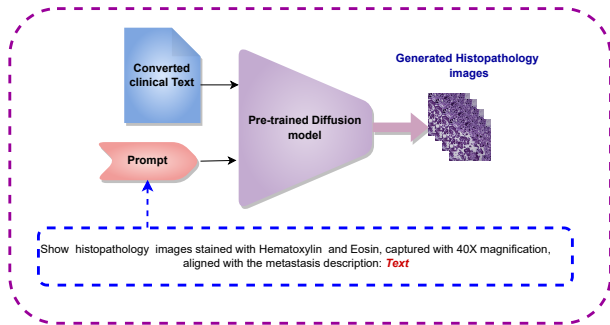 Converted
clinical Text
Generated Histopathology
images
Pre-trained Diffusion
model
Prompt
Show histopathology images stained with Hematoxylin and Eosin, captured with 40X magnification,
aligned with the metastasis description: Text